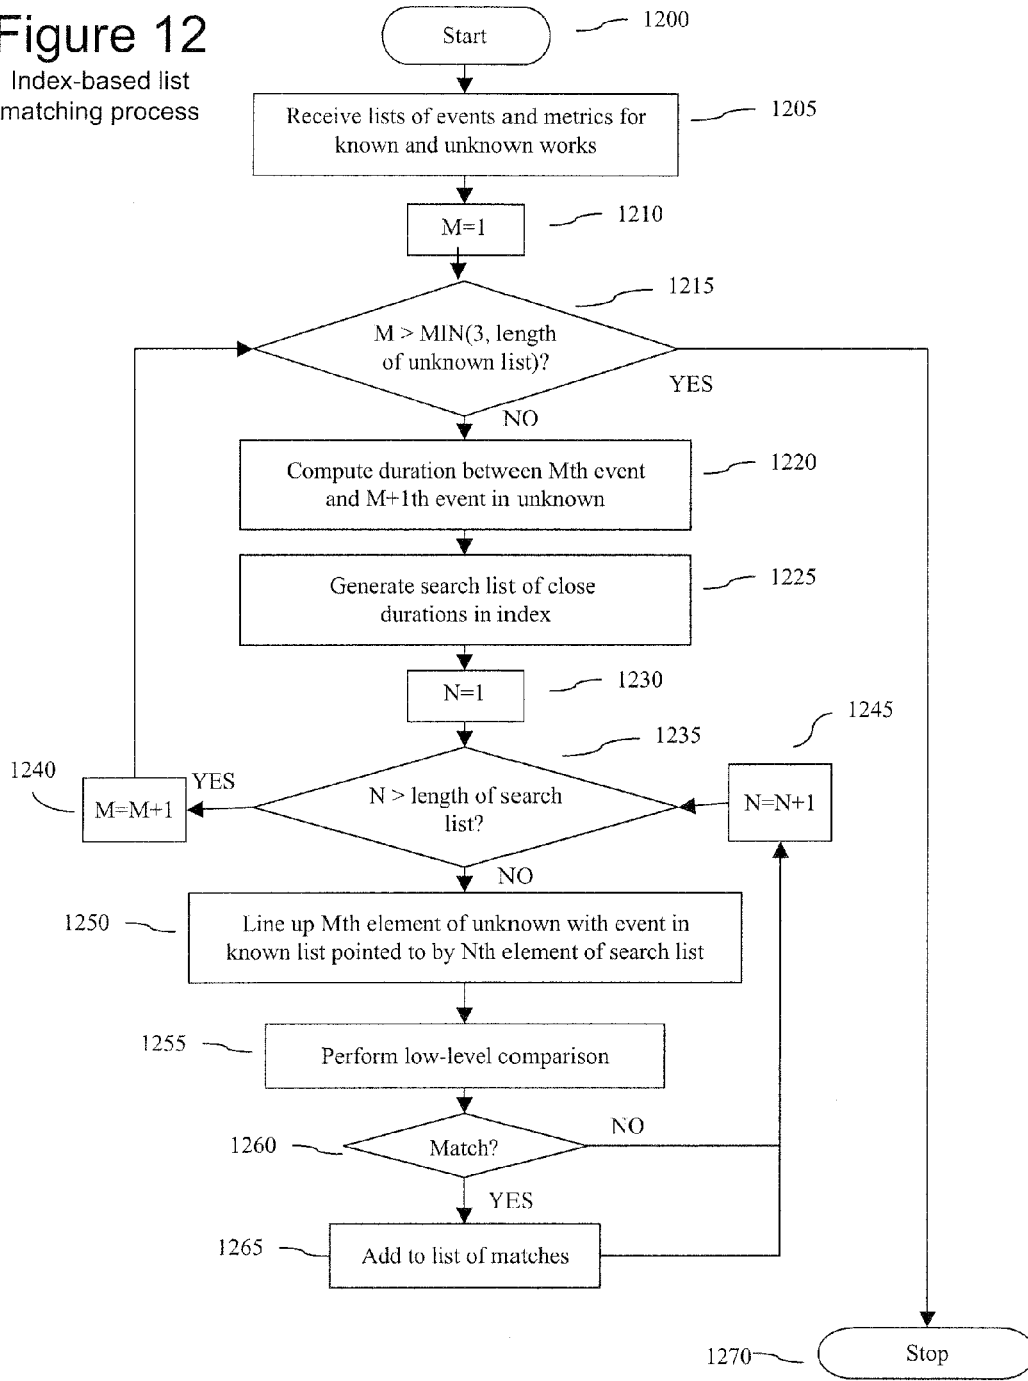 Figure 12
Index-based list
matching process
Start
1200
Receive lists of events and metrics for
known and unknown works
1205
M=1
1210
M > MIN(3, length
of unknown list)?
1215
YES
NO
Compute duration between Mth event
and M+1th event in unknown
1220
Generate search list of close
durations in index
1225
N=1
1230
N > length of search
list?
1235
1240
YES
M=M+1
1245
N=N+1
NO
1250
Line up Mth element of unknown with event in
known list pointed to by Nth element of search list
1255
Perform low-level comparison
1260
Match?
NO
YES
1265
Add to list of matches
1270
Stop